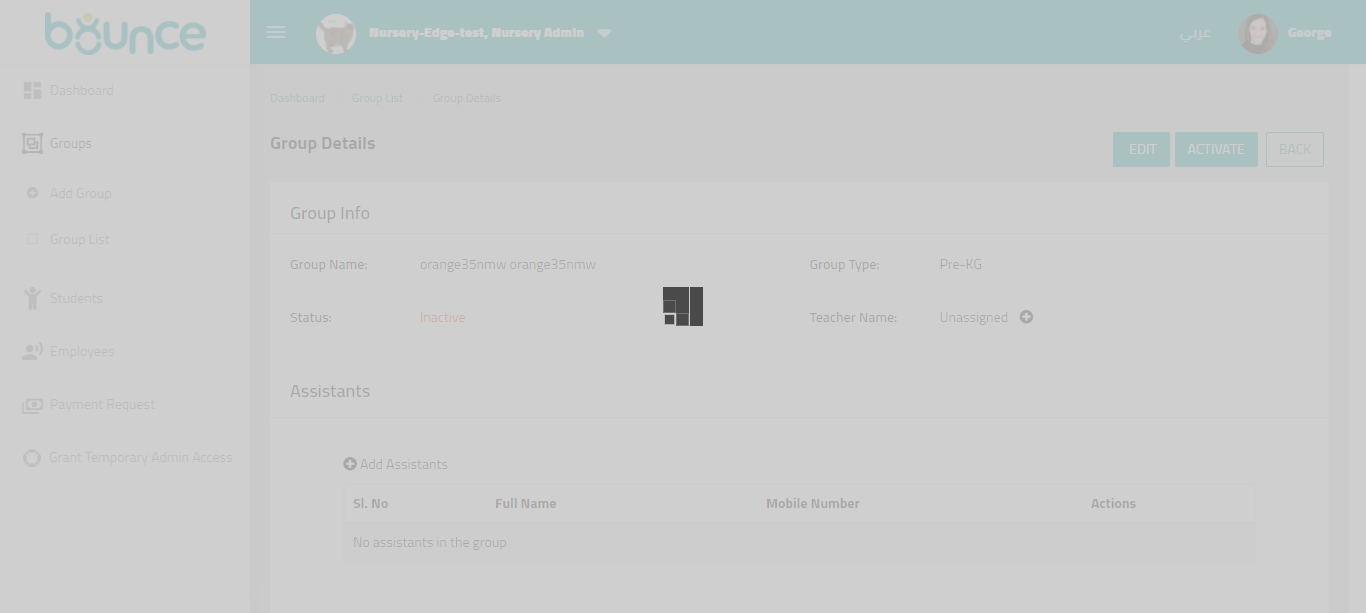 bounce
Nursery-Edge-test, Nursery Admin
عربي
George
Dashboard
Groups
Add Group
Group List
Students
Employees
Payment Request
Grant Temporary Admin Access
Dashboard Group List Group Details
Group Details
EDIT ACTIVATE BACK
Group Info
Group Name: orange35nmw orange35nmw Group Type: Pre-KG
Status: Inactive Teacher Name: Unassigned
Assistants
Add Assistants
Sl. No Full Name Mobile Number Actions
No assistants in the group